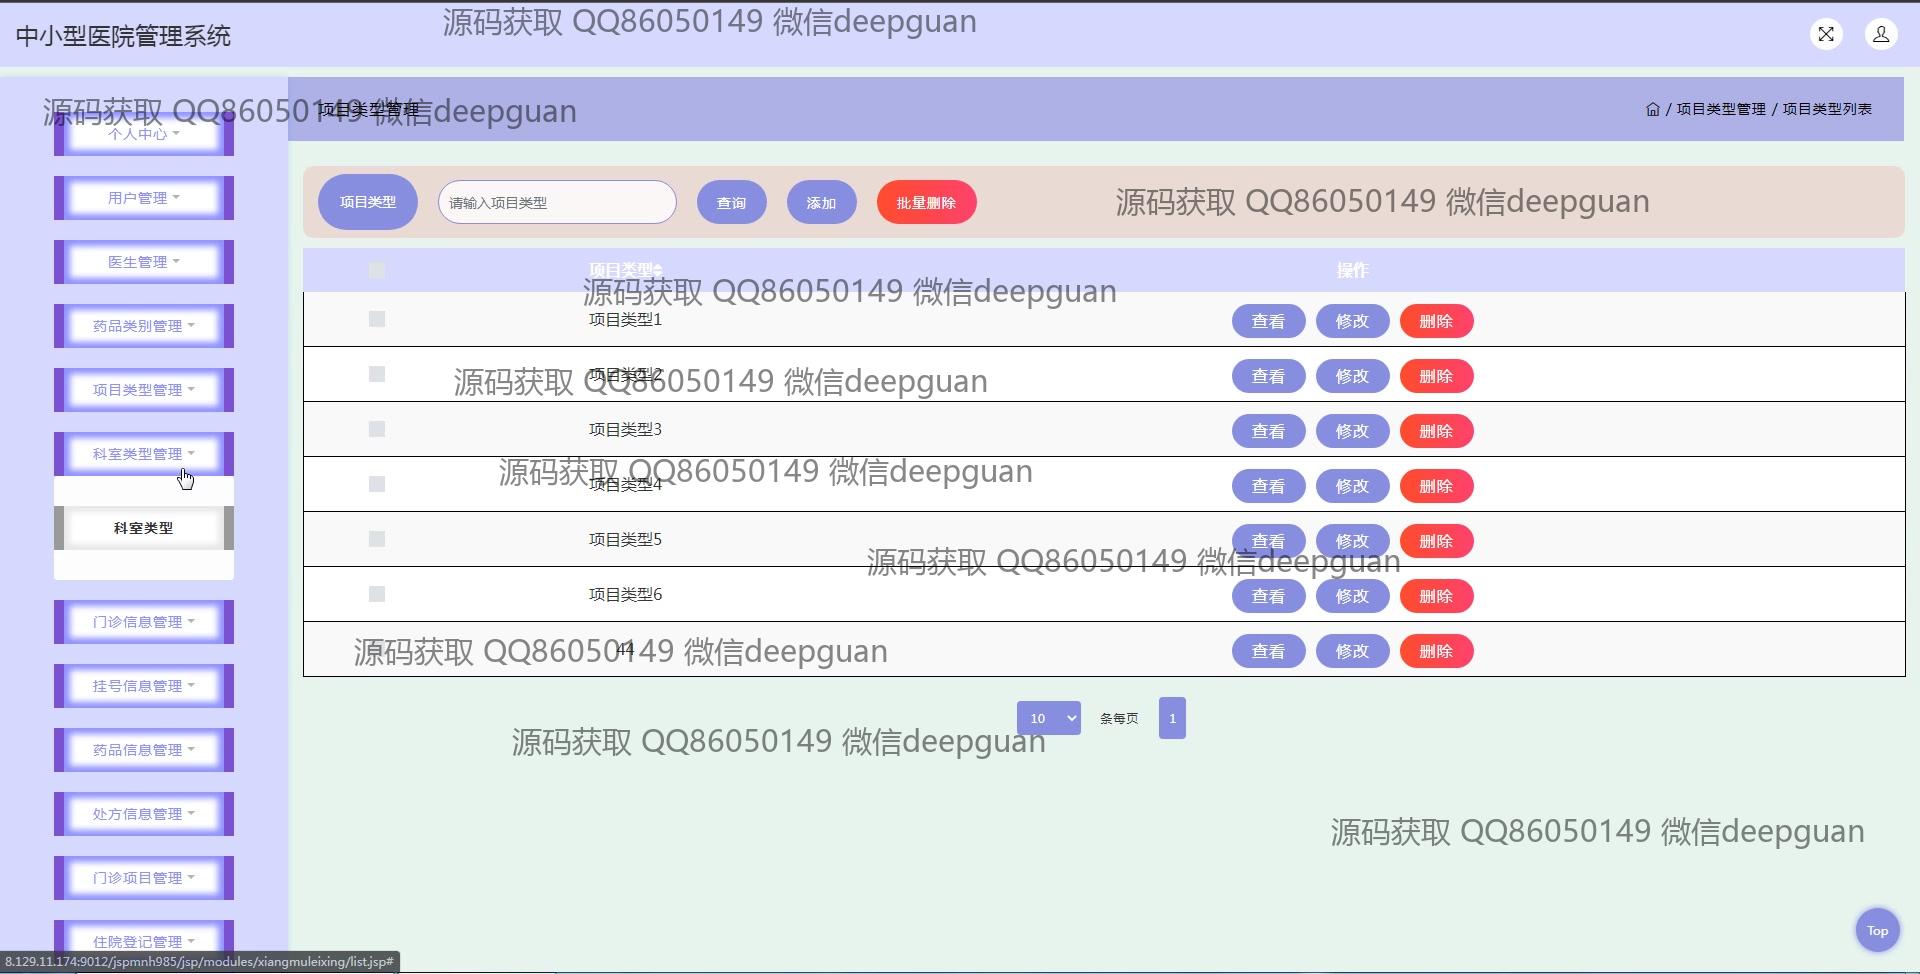 中小型医院管理系统
源码获取 QQ86050149 微信deepguan
源码获取 QQ86050149 微信deepguan
项目类型管理
/ 项目类型管理 / 项目类型列表
个人中心
用户管理
医生管理
药品类别管理
项目类型管理
科室类型管理
科室类型
门诊信息管理
挂号信息管理
药品信息管理
处方信息管理
门诊项目管理
住院登记管理
项目类型 请输入项目类型 查询 添加 批量删除
源码获取 QQ86050149 微信deepguan
项目类型 操作
源码获取 QQ86050149 微信deepguan
项目类型1 查看 修改 删除
项目类型2 查看 修改 删除
源码获取 QQ86050149 微信deepguan
项目类型3 查看 修改 删除
源码获取 QQ86050149 微信deepguan
项目类型4 查看 修改 删除
项目类型5 查看 修改 删除
源码获取 QQ86050149 微信deepguan
项目类型6 查看 修改 删除
44 查看 修改 删除
源码获取 QQ86050149 微信deepguan
10 条每页 1
源码获取 QQ86050149 微信deepguan
源码获取 QQ86050149 微信deepguan
Top
8.129.11.174:9012/jspmnh985/jsp/modules/xiangmuleixing/list.jsp#